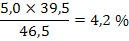 5,0 × 39,5
46,5
= 4,2 %